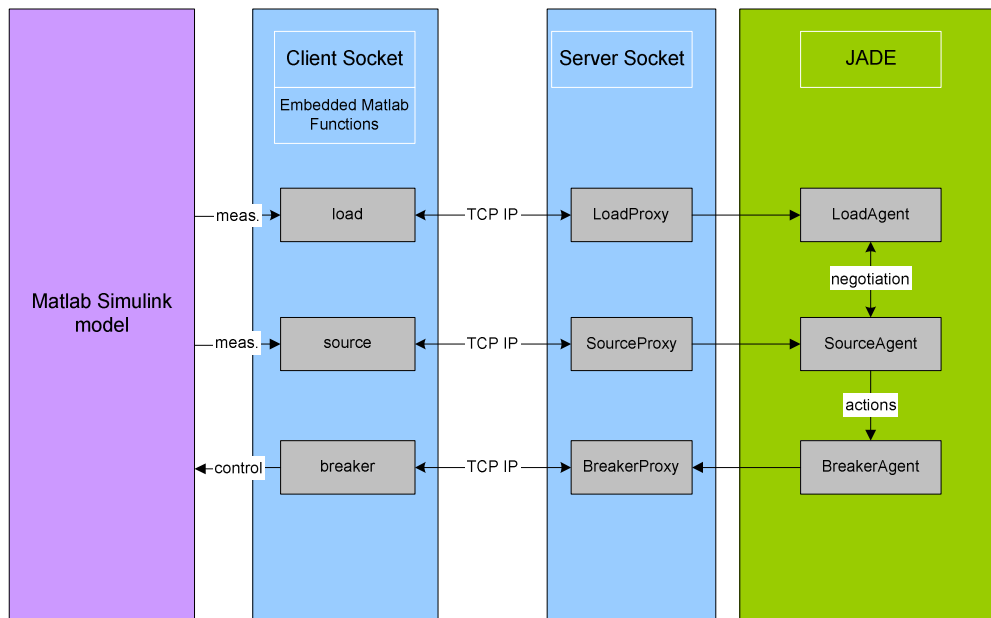 Client Socket
Server Socket
JADE
Embedded Matlab
Functions
meas.
load
TCP IP
LoadProxy
LoadAgent
negotiation
Matlab Simulink
model
meas.
source
TCP IP
SourceProxy
SourceAgent
actions
control
breaker
TCP IP
BreakerProxy
BreakerAgent